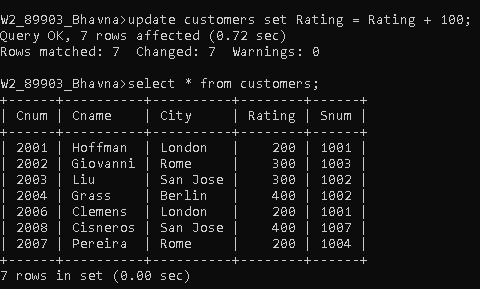 W2_89903_Bhavna>update customers set Rating = Rating + 100;
Query OK, 7 rows affected (0.72 sec)
Rows matched: 7  Changed: 7  Warnings: 0

W2_89903_Bhavna>select * from customers;
+------+----------+----------+--------+------+
| Cnum | Cname    | City     | Rating | Snum |
+------+----------+----------+--------+------+
| 2001 | Hoffman  | London   |    200 | 1001 |
| 2002 | Giovanni | Rome     |    300 | 1003 |
| 2003 | Liu      | San Jose |    300 | 1002 |
| 2004 | Grass    | Berlin   |    400 | 1002 |
| 2006 | Clemens  | London   |    200 | 1001 |
| 2008 | Cisneros | San Jose |    400 | 1007 |
| 2007 | Pereira  | Rome     |    200 | 1004 |
+------+----------+----------+--------+------+
7 rows in set (0.00 sec)